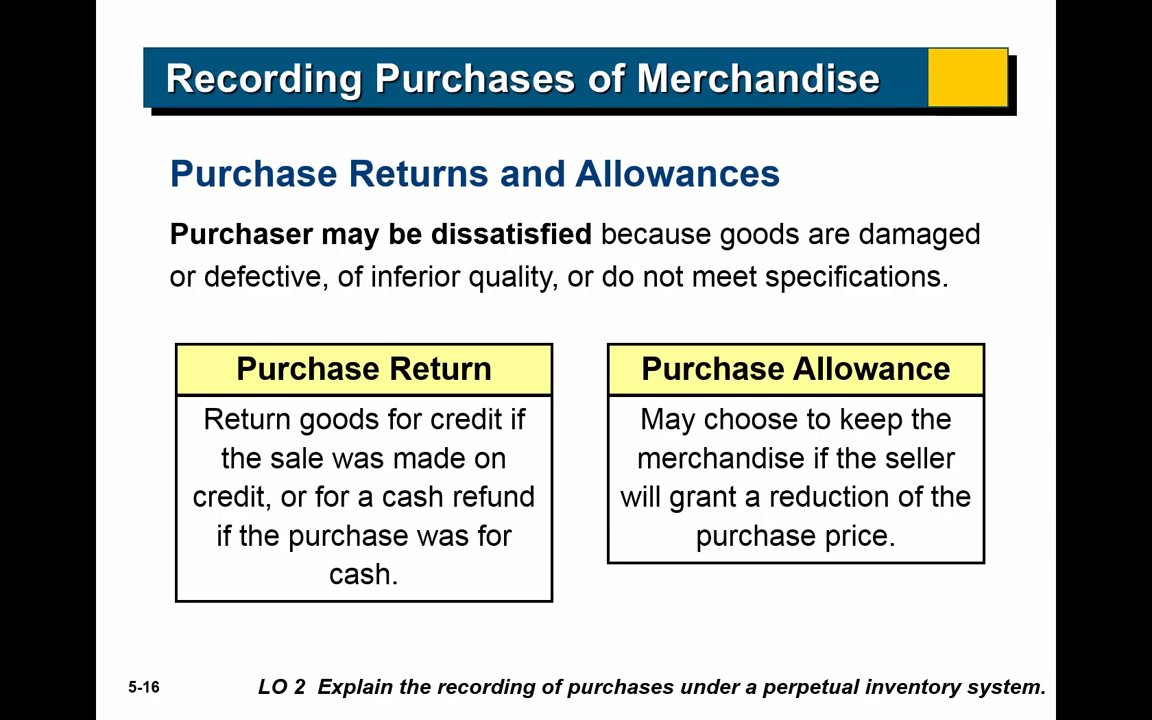 Recording Purchases of Merchandise
Purchase Returns and Allowances
Purchaser may be dissatisfied because goods are damaged
or defective, of inferior quality, or do not meet specifications.
Purchase Return
Return goods for credit if
the sale was made on
credit, or for a cash refund
if the purchase was for
cash.
Purchase Allowance
May choose to keep the
merchandise if the seller
will grant a reduction of the
purchase price.
5-16
LO 2 Explain the recording of purchases under a perpetual inventory system.